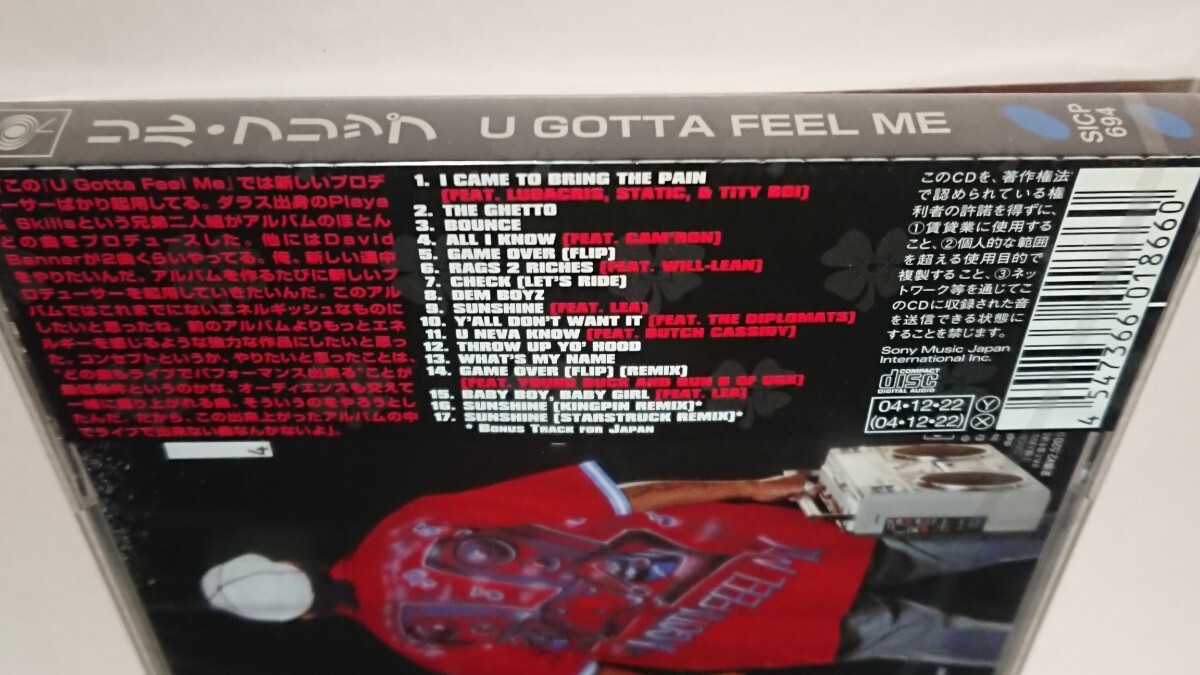 リル・フリップ U GOTTA FEEL ME SICP 694
「この『U Gotta Feel Me』では新しいプロデ
ーサーばかり起用してる。ダラス出身のPlaya
Skillsという兄弟二人組がアルバムのほとん
どの曲をプロデュースした。他にはDavid
Bannerが2曲くらいやってる。俺、新しい連中
をやりたいんだ。アルバムを作るたびに新しいプ
ロデューサーを起用していきたいんだ。このアル
バムではこれまでにないエネルギッシュなものに
したいと思ったね。前のアルバムよりもっとエネ
ルギーを感じるような強力な作品にしたいと思っ
た。コンセプトというか、やりたいと思ったことは、
"どの曲もライブでパフォーマンス出来る"ことが
最低条件というのかな。オーディエンスも交えて
一緒に盛り上がれる曲、そういうのをやろうとし
たんだ。だから、この出来上がったアルバムの中
でライブで出来ない曲なんかないよ」
1. I CAME TO BRING THE PAIN
(FEAT. LUDACRIS, STATIC, & TITY BOI)
2. THE GHETTO
3. BOUNCE
4. ALL I KNOW (FEAT. CAM'RON)
5. GAME OVER (FLIP)
6. RAGS 2 RICHES (FEAT. WILL-LEAN)
7. CHECK (LET'S RIDE)
8. DEM BOYZ
9. SUNSHINE (FEAT. LEA)
10. Y'ALL DON'T WANT IT (FEAT. THE DIPLOMATS)
11. U NEVA KNOW (FEAT. BUTCH CASSIDY)
12. THROW UP YO' HOOD
13. WHAT'S MY NAME
14. GAME OVER (FLIP) (REMIX)
(FEAT. YOUNG BUCK AND BUN B OF UGK)
15. BABY BOY, BABY GIRL (FEAT. LEA)
16. SUNSHINE [KINGPIN REMIX]*
17. SUNSHINE [STARSTRUCK REMIX]*
* BONUS TRACK FOR JAPAN
このCDを、著作権法
で認められている権
利者の許諾を得ずに、
①賃貸業に使用する
こと、②個人的な範囲
を超える使用目的で
複製すること、③ネッ
トワーク等を通じてこ
のCDに収録された音
を送信できる状態に
することを禁じます。
Sony Music Japan
International Inc.
COMPACT
disc
DIGITAL AUDIO
04・12・22 Y
(04・12・22) X
4 547366 018660
4
U GOTTA FEEL ME